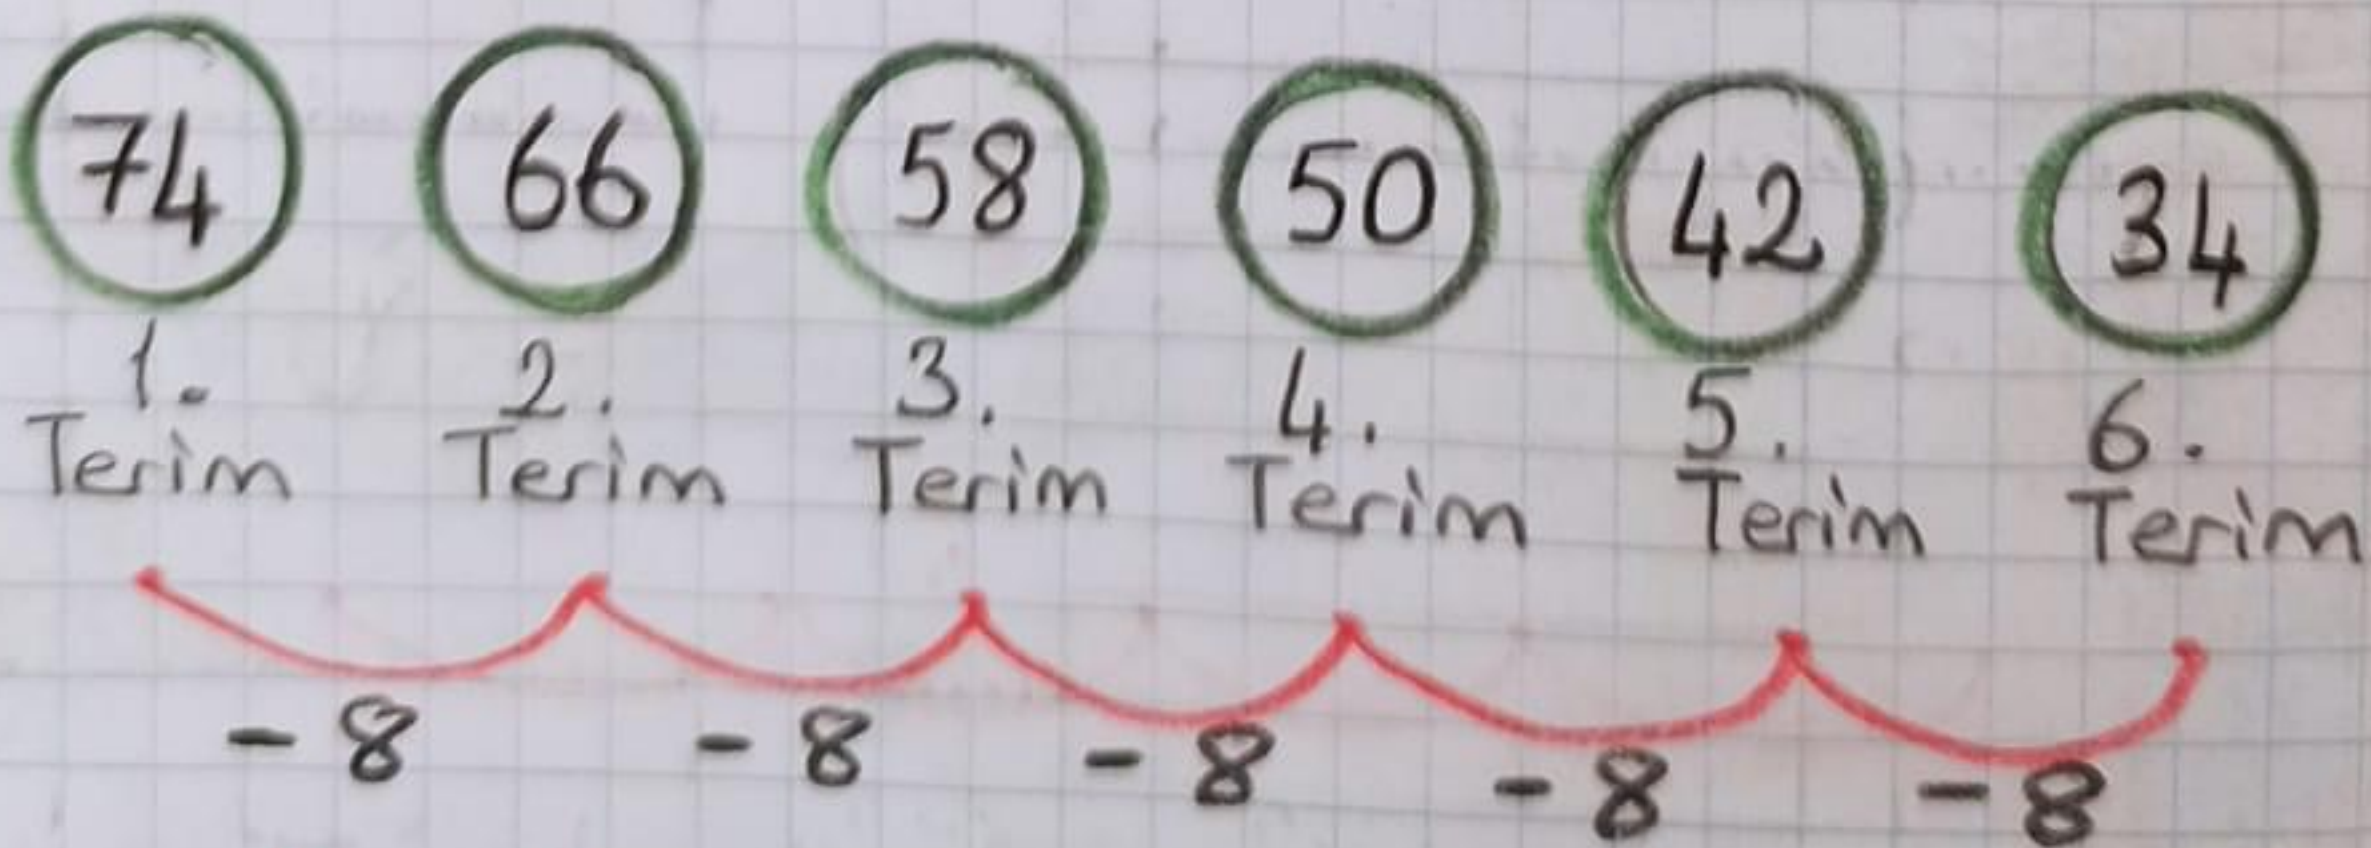 74 66 58 50 42 34
1. 2. 3. 4. 5. 6.
Terim Terim Terim Terim Terim Terim
- 8 - 8 - 8 - 8 - 8